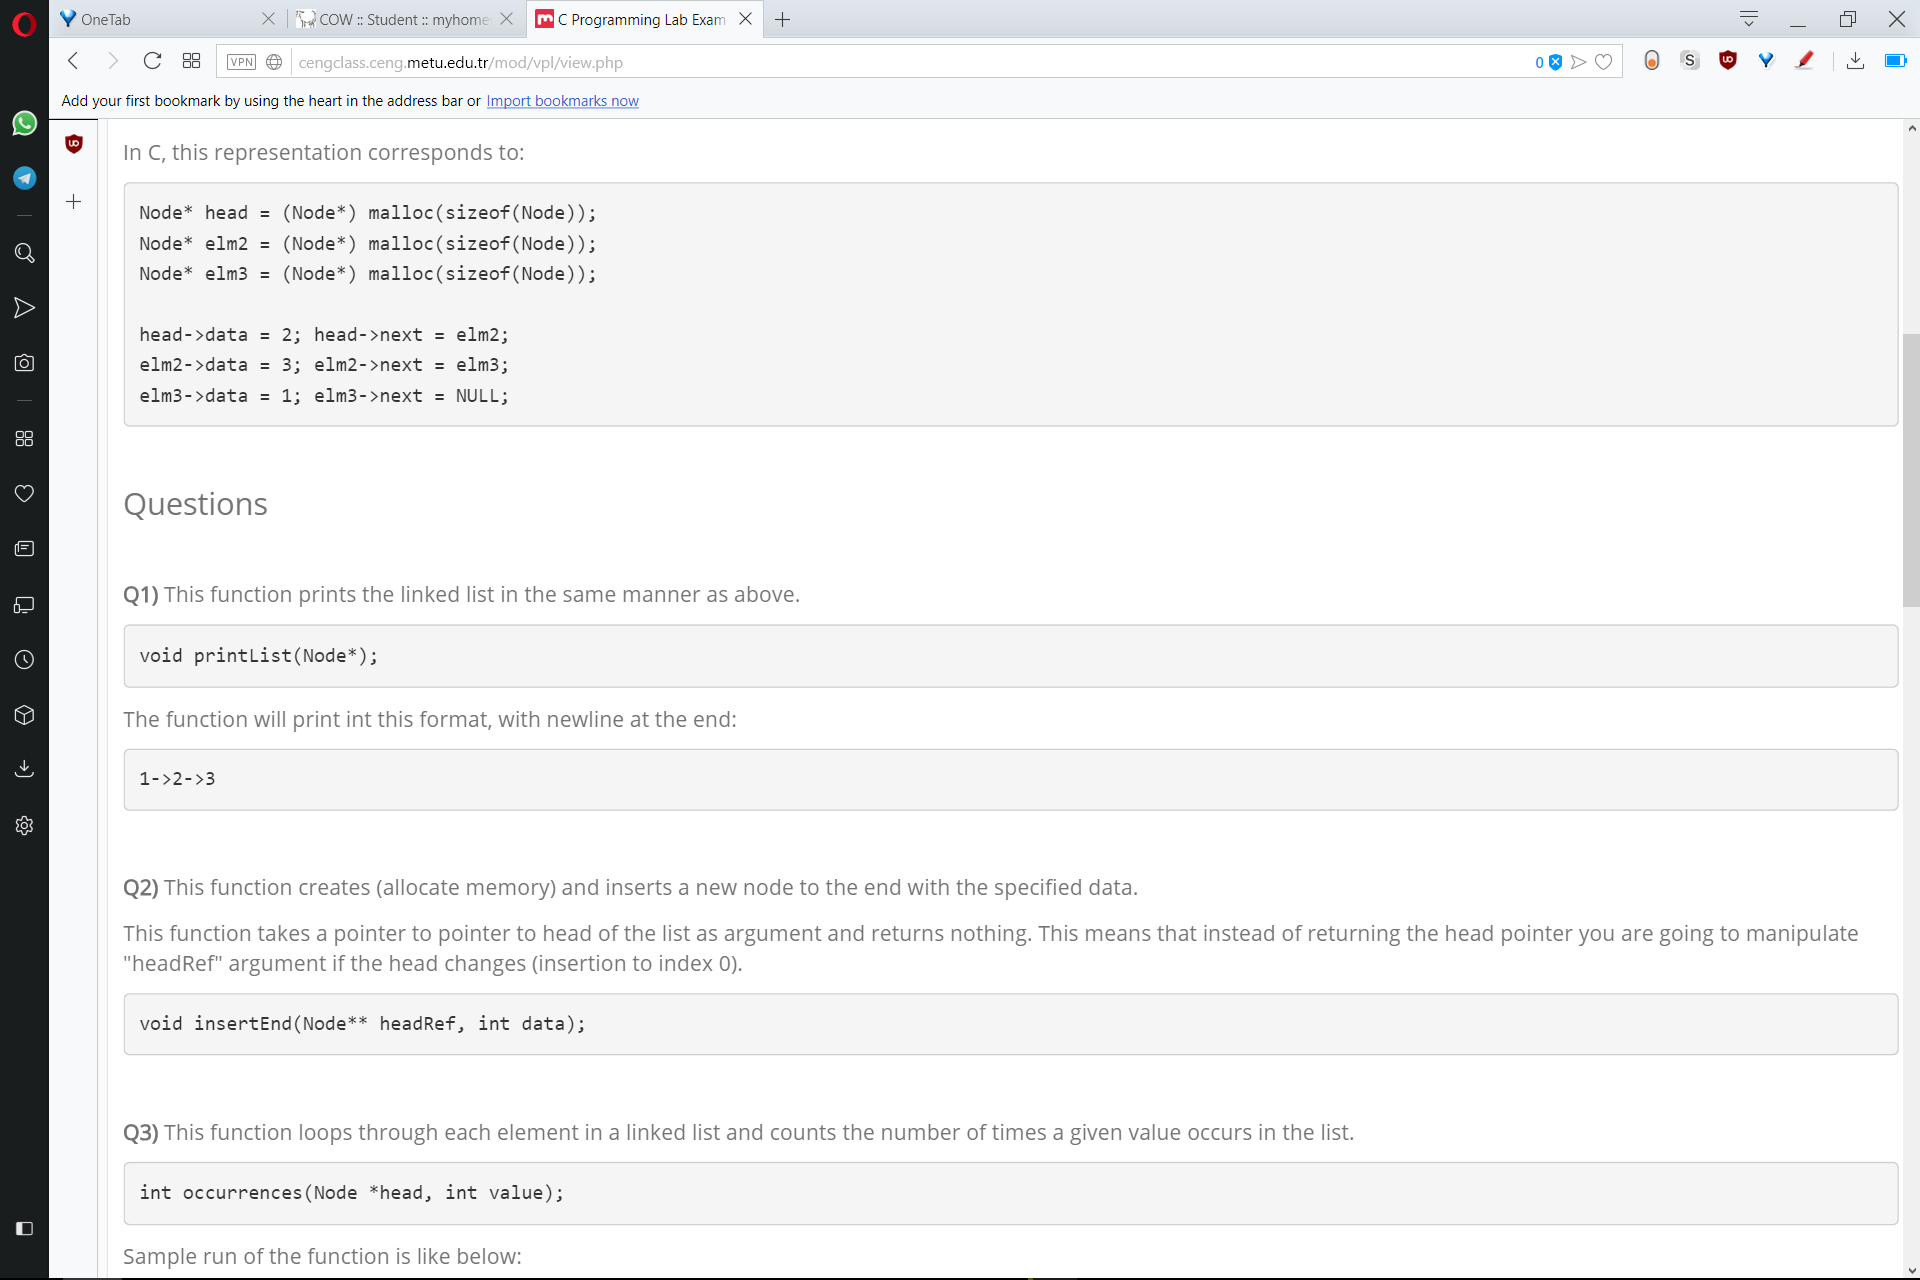 OneTab
COW :: Student :: myhome
C Programming Lab Exam
VPN
cengclass.ceng.metu.edu.tr/mod/vpl/view.php
0
S
Add your first bookmark by using the heart in the address bar or Import bookmarks now
In C, this representation corresponds to:
Node* head = (Node*) malloc(sizeof(Node));
Node* elm2 = (Node*) malloc(sizeof(Node));
Node* elm3 = (Node*) malloc(sizeof(Node));
head->data = 2; head->next = elm2;
elm2->data = 3; elm2->next = elm3;
elm3->data = 1; elm3->next = NULL;
Questions
Q1) This function prints the linked list in the same manner as above.
void printList(Node*);
The function will print int this format, with newline at the end:
1->2->3
Q2) This function creates (allocate memory) and inserts a new node to the end with the specified data.
This function takes a pointer to pointer to head of the list as argument and returns nothing. This means that instead of returning the head pointer you are going to manipulate
"headRef" argument if the head changes (insertion to index 0).
void insertEnd(Node** headRef, int data);
Q3) This function loops through each element in a linked list and counts the number of times a given value occurs in the list.
int occurrences(Node *head, int value);
Sample run of the function is like below: